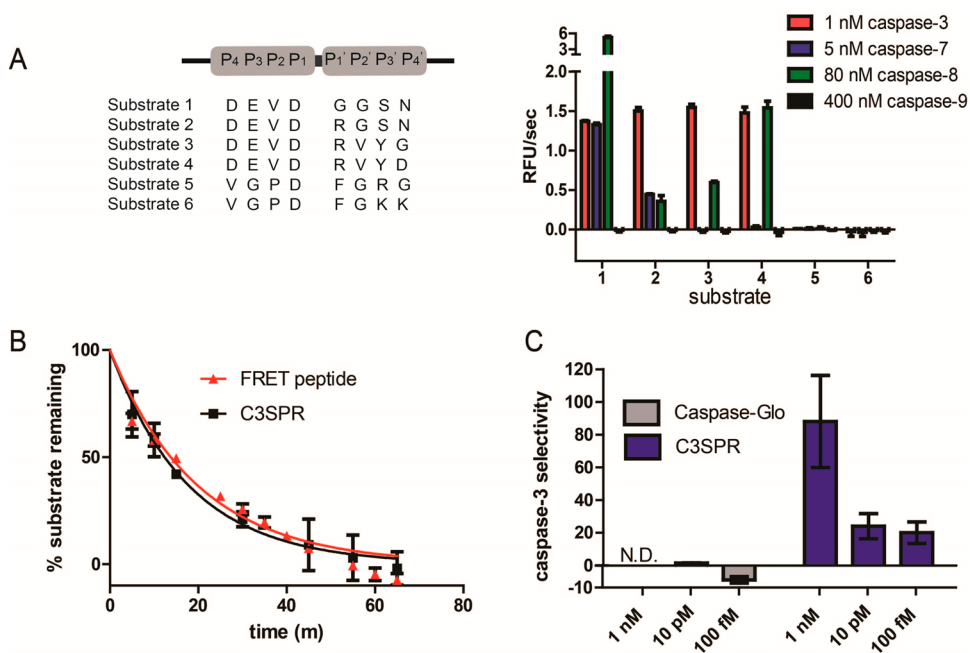 A
P4 P3 P2 P1 P1' P2' P3' P4'
Substrate 1 D E V D G G S N
Substrate 2 D E V D R G S N
Substrate 3 D E V D R V Y G
Substrate 4 D E V D R V Y D
Substrate 5 V G P D F G R G
Substrate 6 V G P D F G K K
1 nM caspase-3
5 nM caspase-7
80 nM caspase-8
400 nM caspase-9
RFU/sec
6
3
2.0
1.5
1.0
0.5
0.0
1 2 3 4 5 6
substrate
B
% substrate remaining
100
50
0
FRET peptide
C3SPR
0 20 40 60 80
time (m)
C
caspase-3 selectivity
120
100
80
60
40
20
0
-10
Caspase-Glo
C3SPR
N.D.
1 nM 10 pM 100 fM 1 nM 10 pM 100 fM